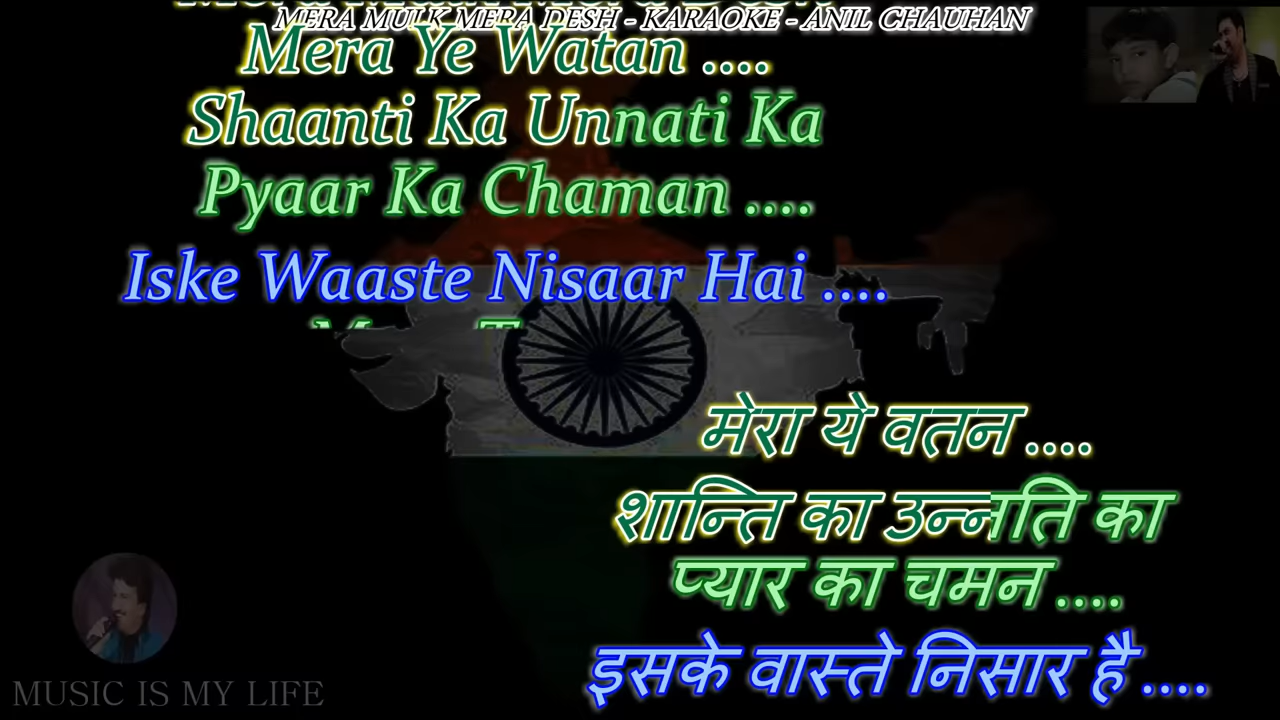 MERA MULK MERA DESH - KARAOKE - ANIL CHAUHAN
Mera Ye Watan ....
Shaanti Ka Unnati Ka
Pyaar Ka Chaman ....
Iske Waaste Nisaar Hai ....
मेरा ये वतन ....
शान्ति का उन्नति का
प्यार का चमन ....
इसके वास्ते निसार है ....
MUSIC IS MY LIFE